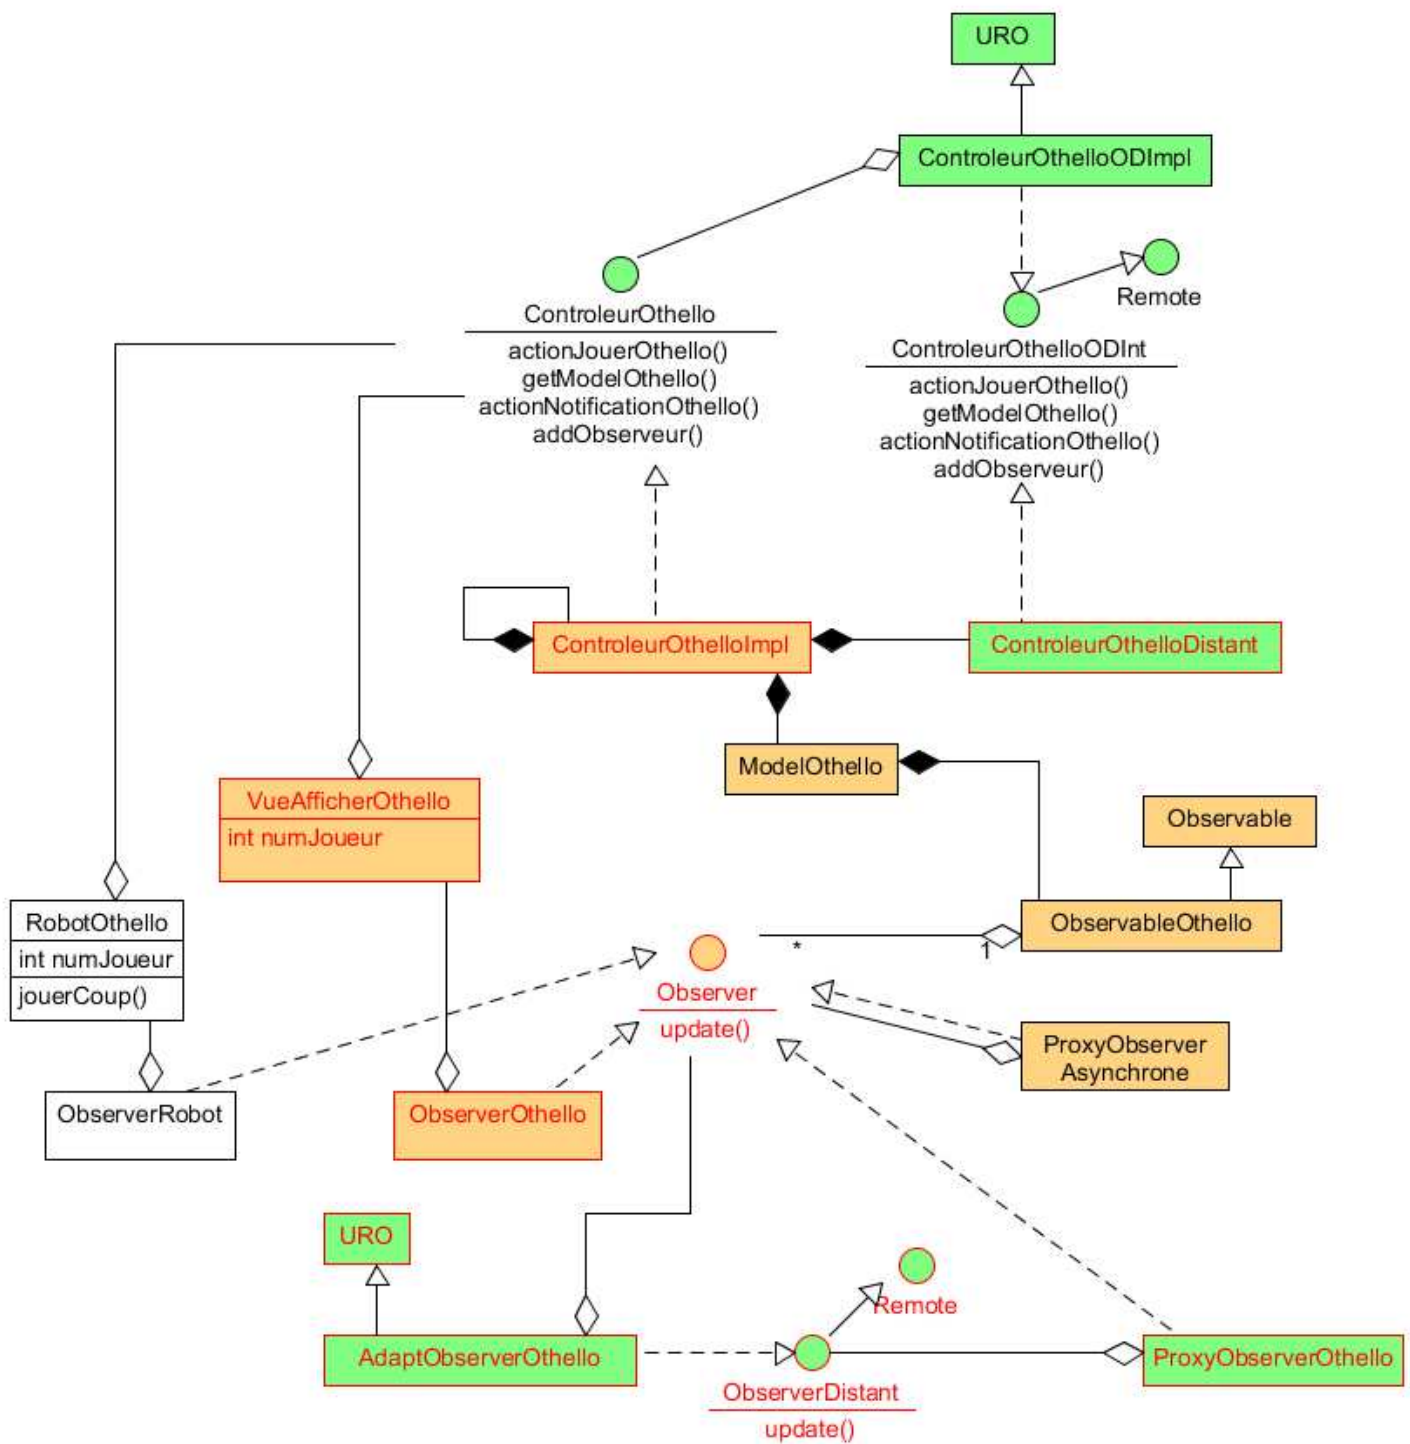 URO
ControleurOthelloODImpl
Remote
ControleurOthello
actionJouerOthello()
getModelOthello()
actionNotificationOthello()
addObserveur()
ControleurOthelloODInt
actionJouerOthello()
getModelOthello()
actionNotificationOthello()
addObserveur()
ControleurOthelloImpl
ControleurOthelloDistant
ModelOthello
VueAfficherOthello
int numJoueur
Observable
ObservableOthello
RobotOthello
int numJoueur
jouerCoup()
* 1
Observer
update()
ProxyObserver
Asynchrone
ObserverRobot
ObserverOthello
URO
Remote
AdaptObserverOthello
ProxyObserverOthello
ObserverDistant
update()